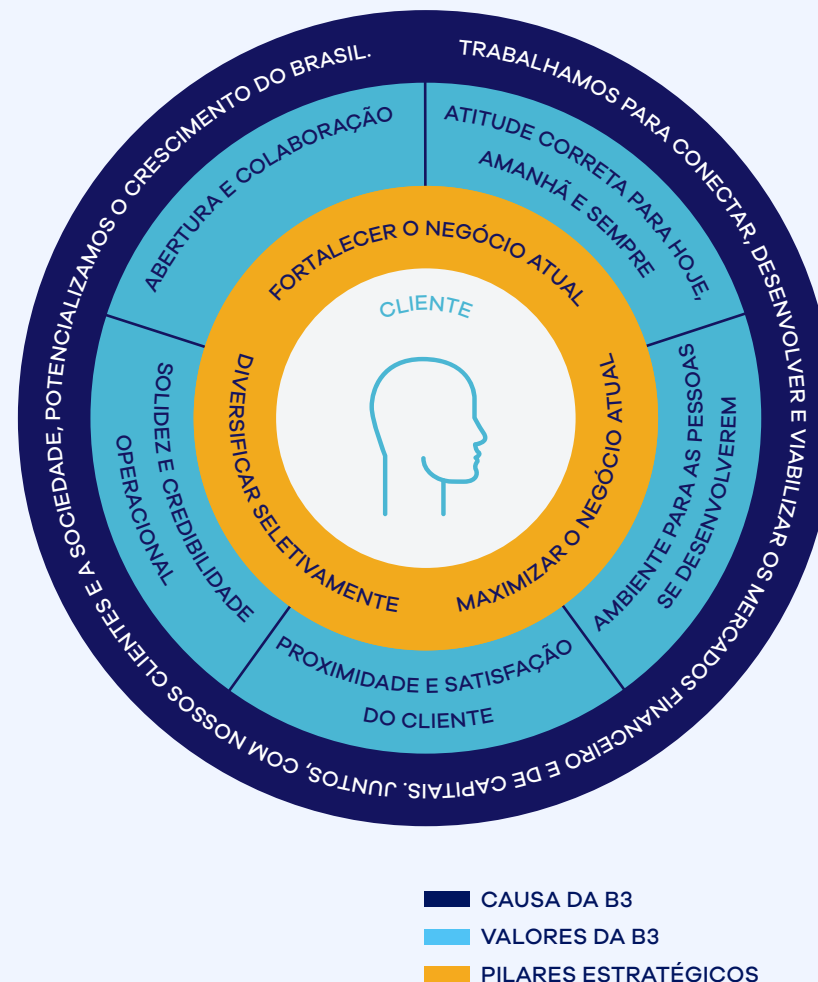 TRABALHAMOS PARA CONECTAR, DESENVOLVER E VIABILIZAR OS MERCADOS FINANCEIRO E DE CAPITAIS. JUNTOS, COM NOSSOS CLIENTES E A SOCIEDADE, POTENCIALIZAMOS O CRESCIMENTO DO BRASIL.
ABERTURA E COLABORAÇÃO
ATITUDE CORRETA PARA HOJE,
AMANHÃ E SEMPRE
AMBIENTE PARA AS PESSOAS
SE DESENVOLVEREM
PROXIMIDADE E SATISFAÇÃO
DO CLIENTE
SOLIDEZ E CREDIBILIDADE
OPERACIONAL
FORTALECER O NEGÓCIO ATUAL
MAXIMIZAR O NEGÓCIO ATUAL
DIVERSIFICAR SELETIVAMENTE
CLIENTE
CAUSA DA B3
VALORES DA B3
PILARES ESTRATÉGICOS